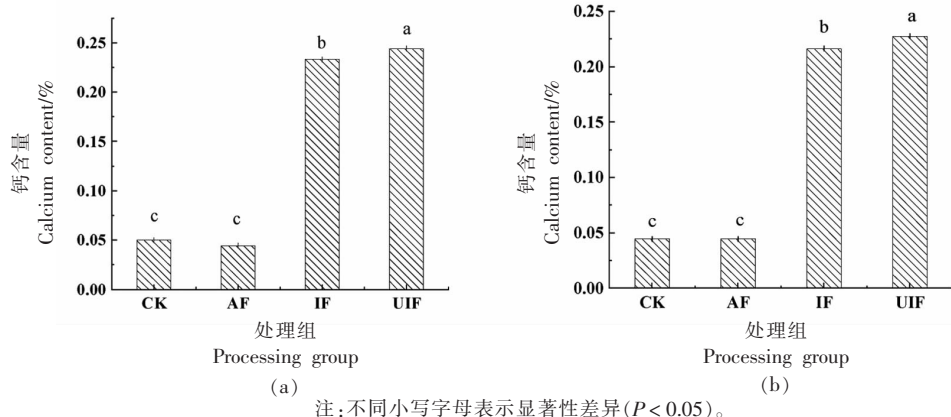 钙含量
Calcium content/%
0.25
0.20
0.15
0.10
0.05
0.00
c
c
b
a
CK
AF
IF
UIF
处理组
Processing group
(a)
钙含量
Calcium content/%
0.25
0.20
0.15
0.10
0.05
0.00
c
c
b
a
CK
AF
IF
UIF
处理组
Processing group
(b)
注:不同小写字母表示显著性差异(P < 0.05)。